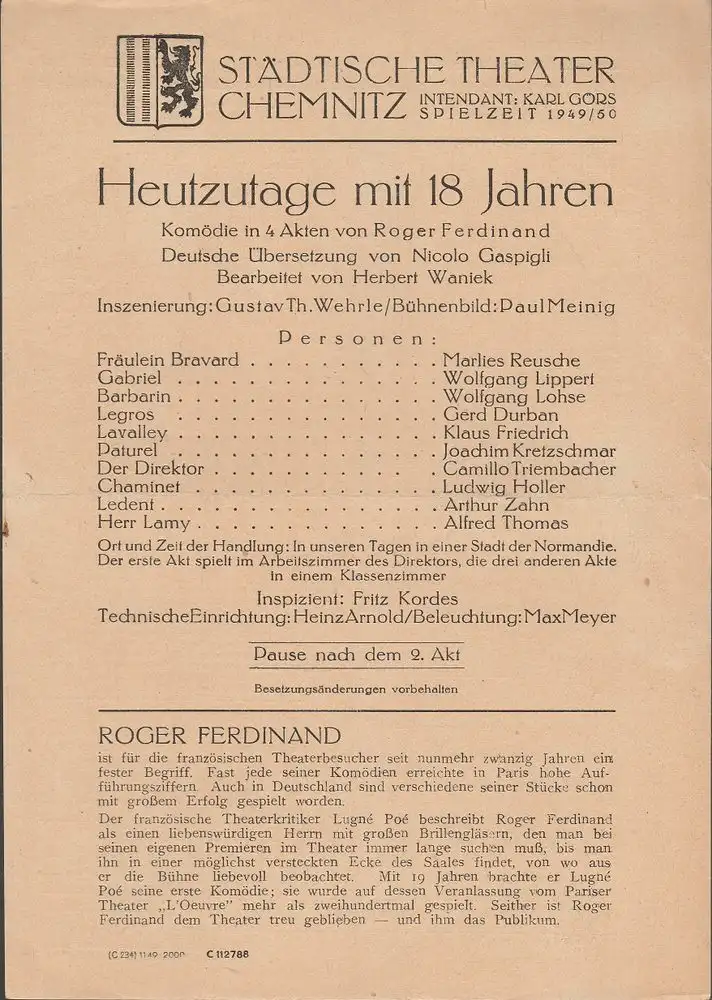 STÄDTISCHE THEATER
CHEMNITZ INTENDANT: KARL GÖRS
SPIELZEIT 1949/50
Heutzutage mit 18 Jahren
Komödie in 4 Akten von Roger Ferdinand
Deutsche Übersetzung von Nicolo Gaspigli
Bearbeitet von Herbert Waniek
Inszenierung: Gustav Th. Wehrle / Bühnenbild: Paul Meinig
Personen:
Fräulein Bravard . . . . . . . . . . . Marlies Reusche
Gabriel . . . . . . . . . . . . . . . Wolfgang Lippert
Barbarin . . . . . . . . . . . . . . . Wolfgang Lohse
Legros . . . . . . . . . . . . . . . Gerd Durban
Lavalley . . . . . . . . . . . . . . . Klaus Friedrich
Paturel . . . . . . . . . . . . . . . Joachim Kretzschmar
Der Direktor . . . . . . . . . . . . Camillo Triembacher
Chaminet . . . . . . . . . . . . . . Ludwig Holler
Ledent . . . . . . . . . . . . . . . Arthur Zahn
Herr Lamy . . . . . . . . . . . . . . Alfred Thomas
Ort und Zeit der Handlung: In unseren Tagen in einer Stadt der Normandie.
Der erste Akt spielt im Arbeitszimmer des Direktors, die drei anderen Akte
in einem Klassenzimmer
Inspizient: Fritz Kordes
Technische Einrichtung: Heinz Arnold / Beleuchtung: Max Meyer
Pause nach dem 2. Akt
Besetzungsänderungen vorbehalten
ROGER FERDINAND
ist für die französischen Theaterbesucher seit nunmehr zwanzig Jahren ein
fester Begriff. Fast jede seiner Komödien erreichte in Paris hohe Auf-
führungsziffern. Auch in Deutschland sind verschiedene seiner Stücke schon
mit großem Erfolg gespielt worden.
Der französische Theaterkritiker Lugné Poé beschreibt Roger Ferdinand
als einen liebenswürdigen Herrn mit großen Brillengläsern, den man bei
seinen eigenen Premieren im Theater immer lange suchen muß, bis man
ihn in einer möglichst versteckten Ecke des Saales findet, von wo aus
er die Bühne liebevoll beobachtet. Mit 19 Jahren brachte er Lugné
Poé seine erste Komödie; sie wurde auf dessen Veranlassung vom Pariser
Theater „L'Oeuvre" mehr als zweihundertmal gespielt. Seither ist Roger
Ferdinand dem Theater treu geblieben — und ihm das Publikum.
(C 234) 11 49 2000 C 112788